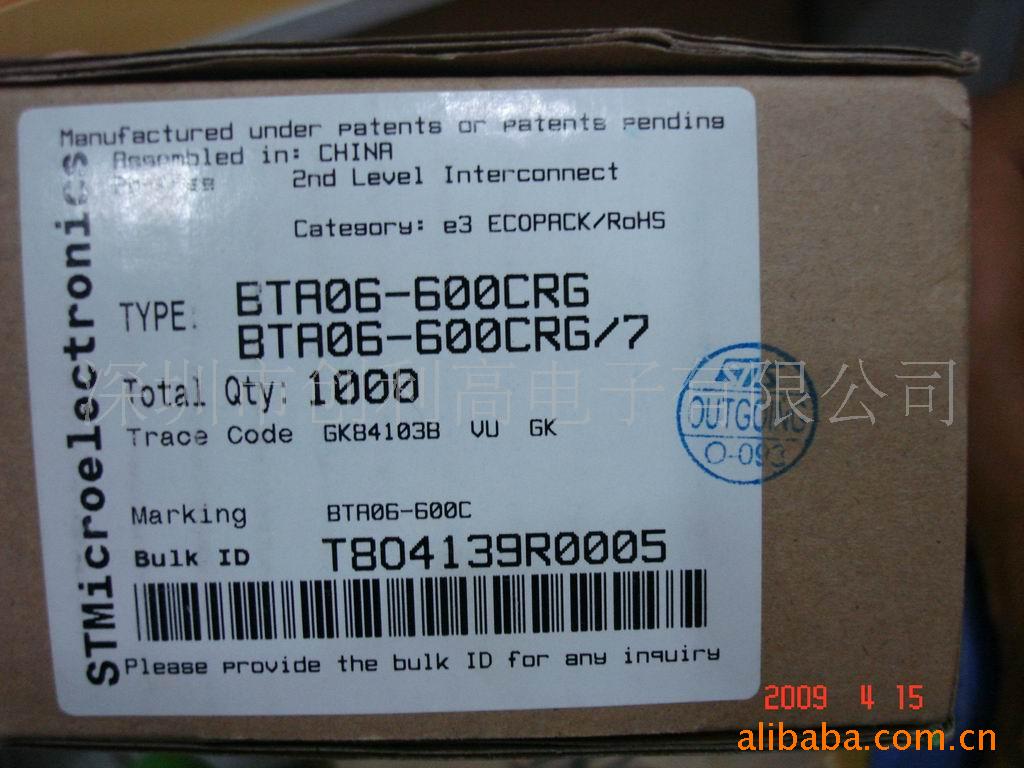 Manufactured under patents or patents pending
Assembled in: CHINA
2nd Level Interconnect
Category: e3 ECOPACK/RoHS
STMicroelectronics
TYPE: BTA06-600CRG
BTA06-600CRG/7
Total Qty: 1000
Trace Code GK84103B VU GK
深圳市创利高电子有限公司
OUTGOING
Marking BTA06-600C
Bulk ID T804139R0005
Please provide the bulk ID for any inquiry
2009 4 15
alibaba.com.cn